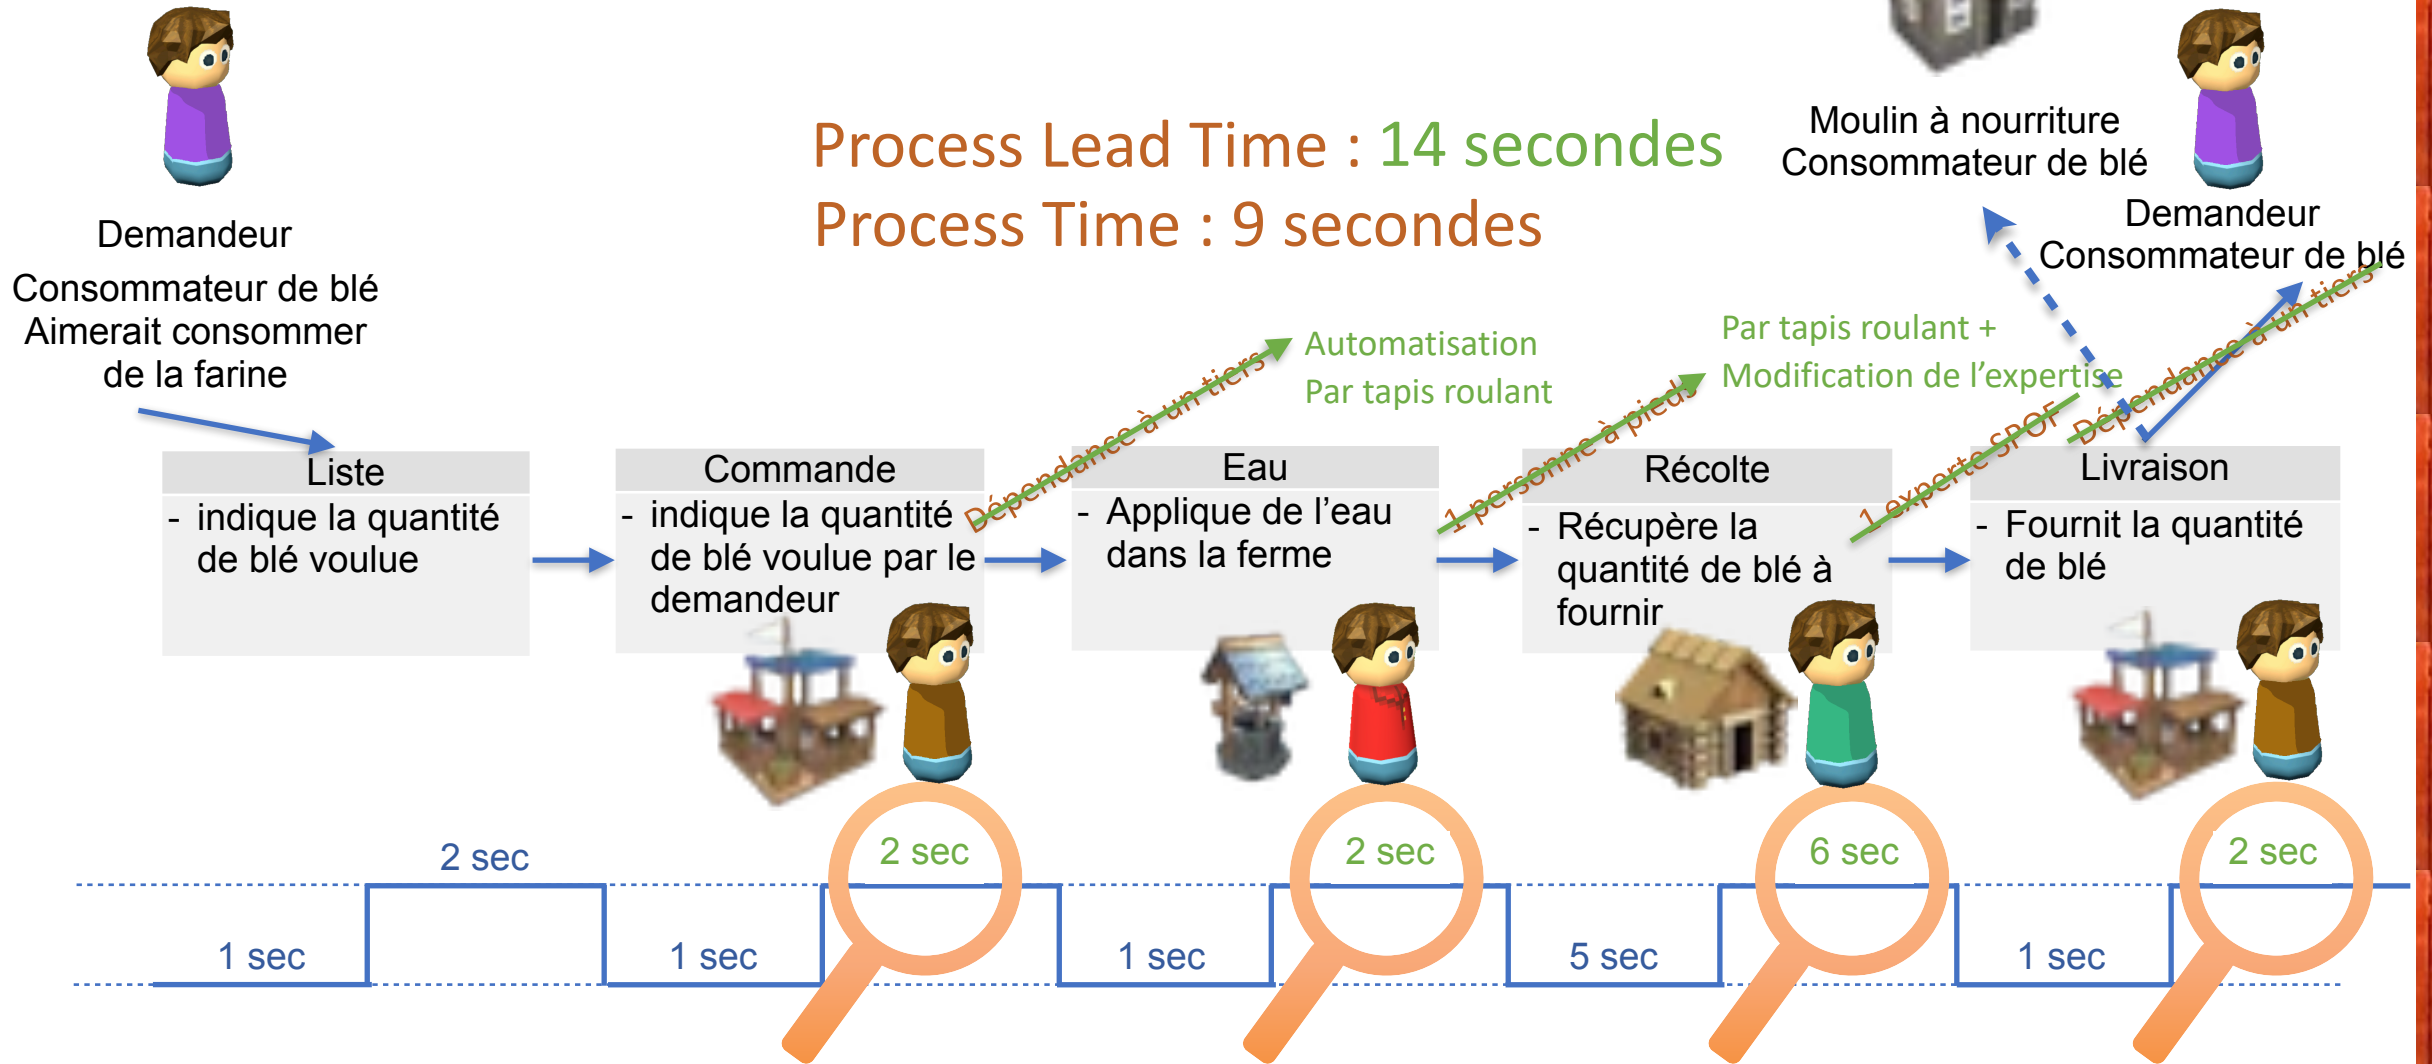 Process Lead Time : 14 secondes
Process Time : 9 secondes
Moulin à nourriture
Consommateur de blé
Demandeur
Consommateur de blé
Demandeur
Consommateur de blé
Aimerait consommer
de la farine
Dépendance à un tiers
Automatisation
Par tapis roulant
1 personne à pieds
Par tapis roulant +
Modification de l’expertise
1 experte SPOF
Dépendance à un tiers
Liste
- indique la quantité
de blé voulue
Commande
- indique la quantité
de blé voulue par le
demandeur
Eau
- Applique de l’eau
dans la ferme
Récolte
- Récupère la
quantité de blé à
fournir
Livraison
- Fournit la quantité
de blé
2 sec
2 sec
2 sec
6 sec
2 sec
1 sec
1 sec
1 sec
5 sec
1 sec